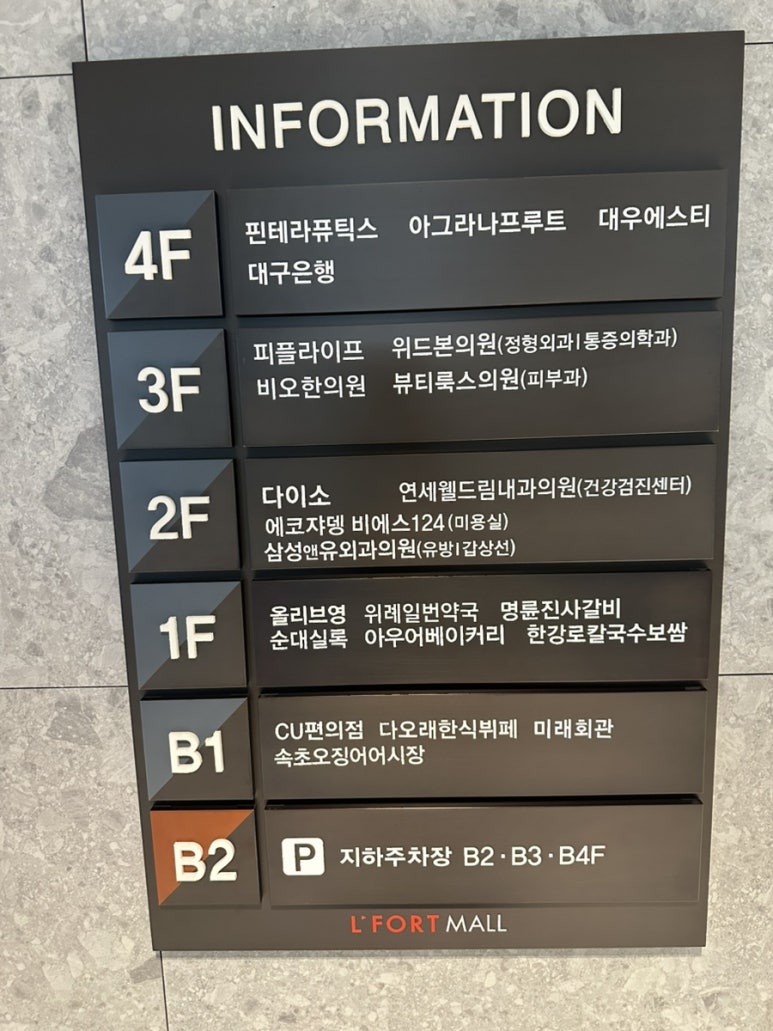 INFORMATION
4F
핀테라퓨틱스 아그라나프루트 대우에스티
대구은행
3F
피플라이프 위드본의원(정형외과|통증의학과)
비오한의원 뷰티룩스의원(피부과)
2F
다이소 연세웰드림내과의원(건강검진센터)
에코쟈뎅 비에스124(미용실)
삼성앤유외과의원(유방|갑상선)
1F
올리브영 위례일번약국 명륜진사갈비
순대실록 아우어베이커리 한강로칼국수보쌈
B1
CU편의점 다오래한식뷔페 미래회관
속초오징어어시장
B2
P 지하주차장 B2·B3·B4F
L'FORT MALL